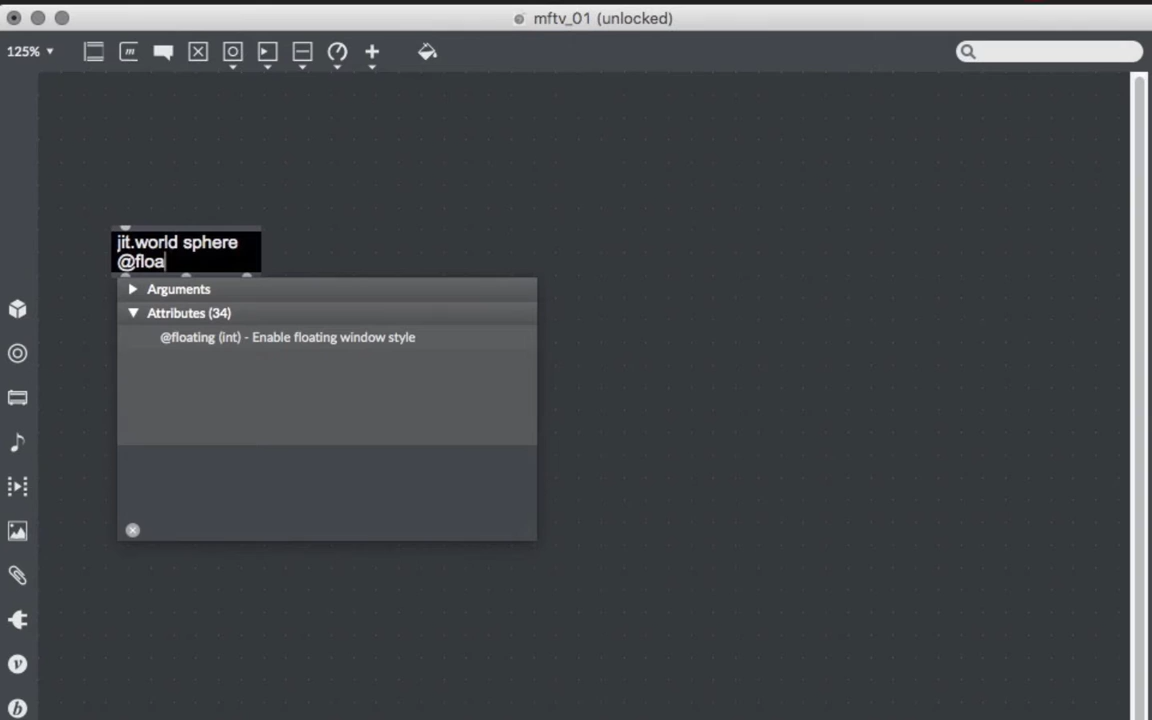 mftv_01 (unlocked)
125%
m
jit.world sphere
@floa
Arguments
Attributes (34)
@floating (int) - Enable floating window style
v
b